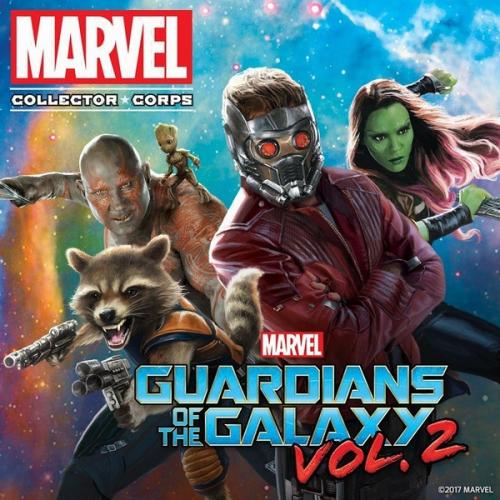 MARVEL
COLLECTOR ★ CORPS
MARVEL
GUARDIANS
OF THE GALAXY
VOL. 2
©2017 MARVEL